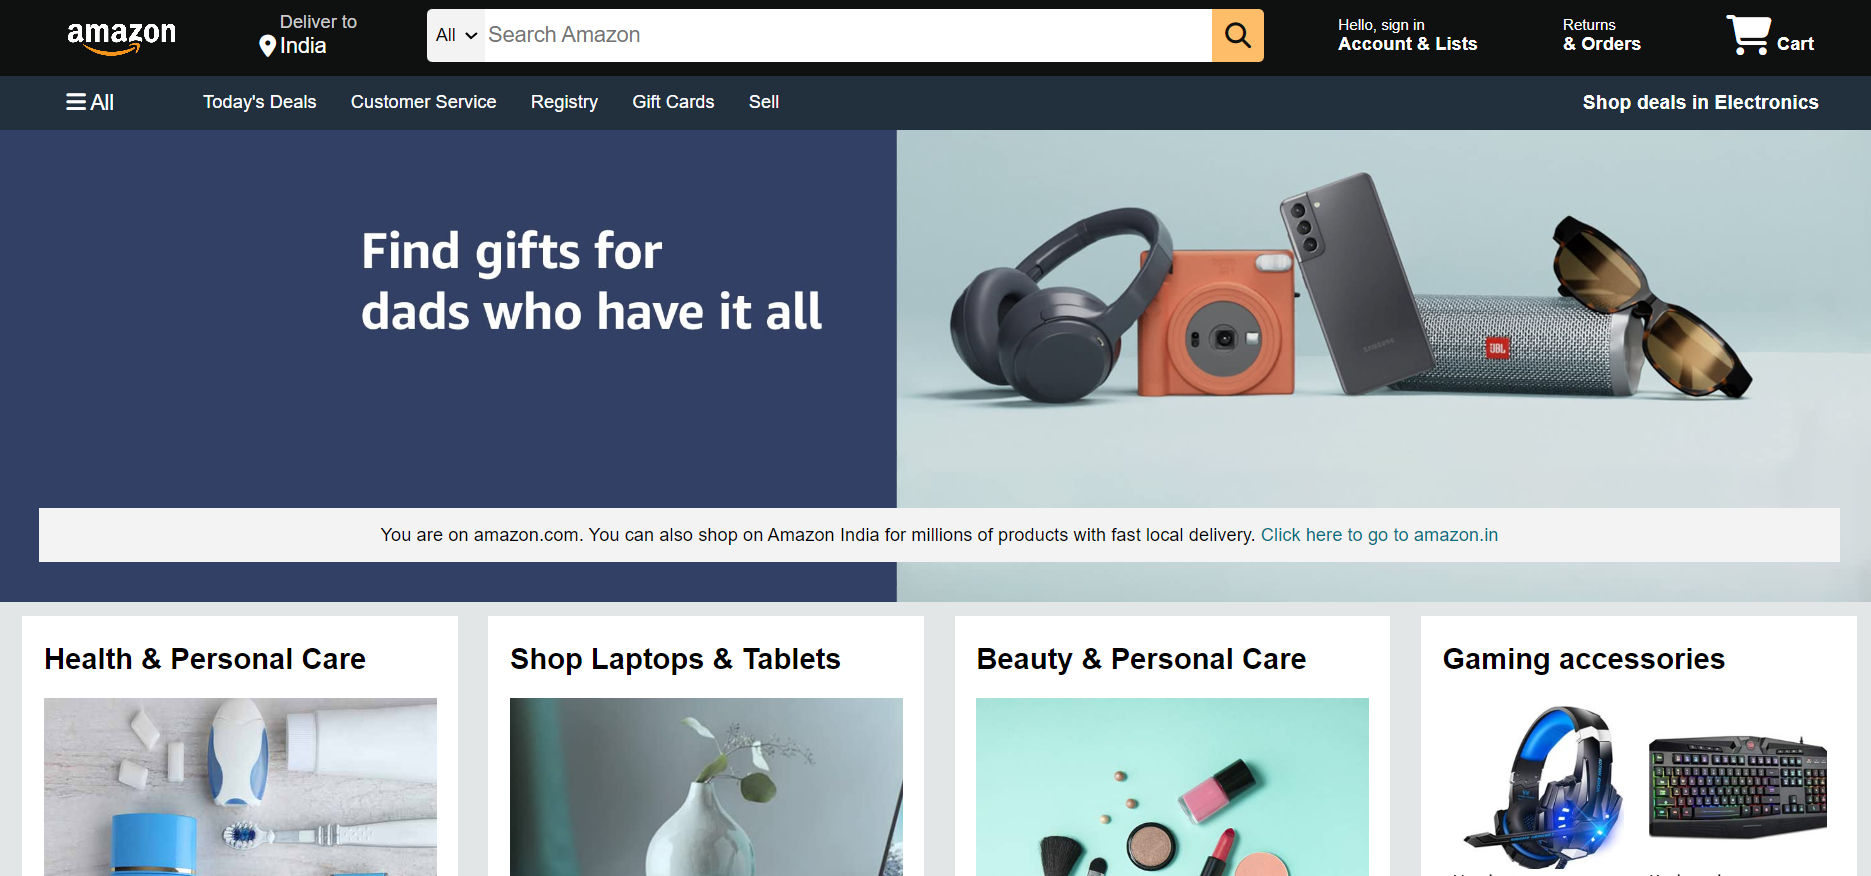 amazon
Deliver to
India
All
Search Amazon
Hello, sign in
Account & Lists
Returns
& Orders
Cart
All
Today's Deals
Customer Service
Registry
Gift Cards
Sell
Shop deals in Electronics
Find gifts for
dads who have it all
SAMSUNG
JBL
You are on amazon.com. You can also shop on Amazon India for millions of products with fast local delivery. Click here to go to amazon.in
Health & Personal Care
Shop Laptops & Tablets
Beauty & Personal Care
Gaming accessories